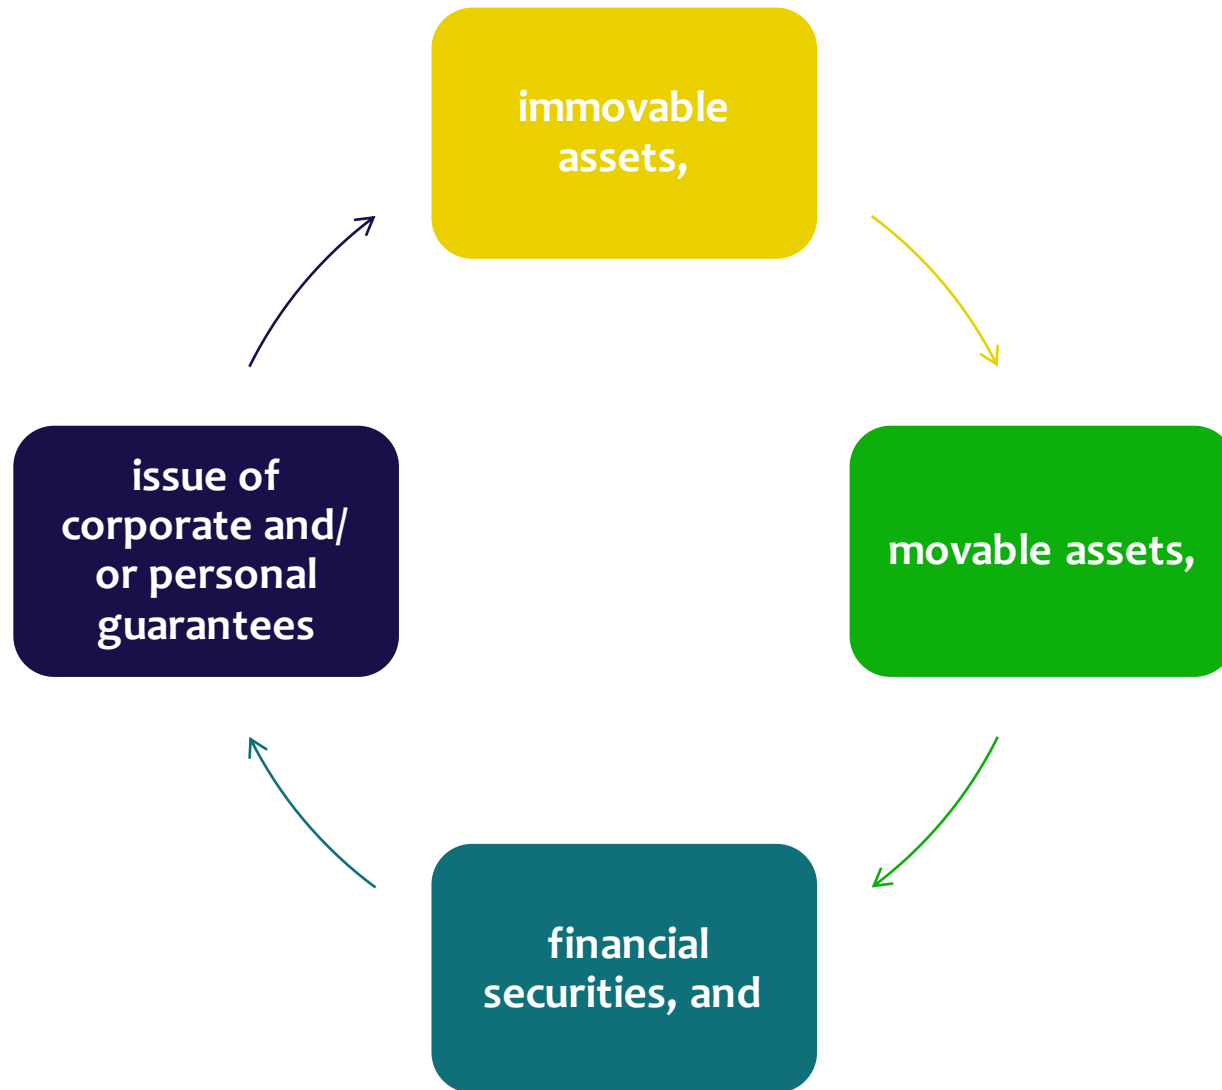 immovable
assets,
movable assets,
financial
securities, and
issue of
corporate and/
or personal
guarantees